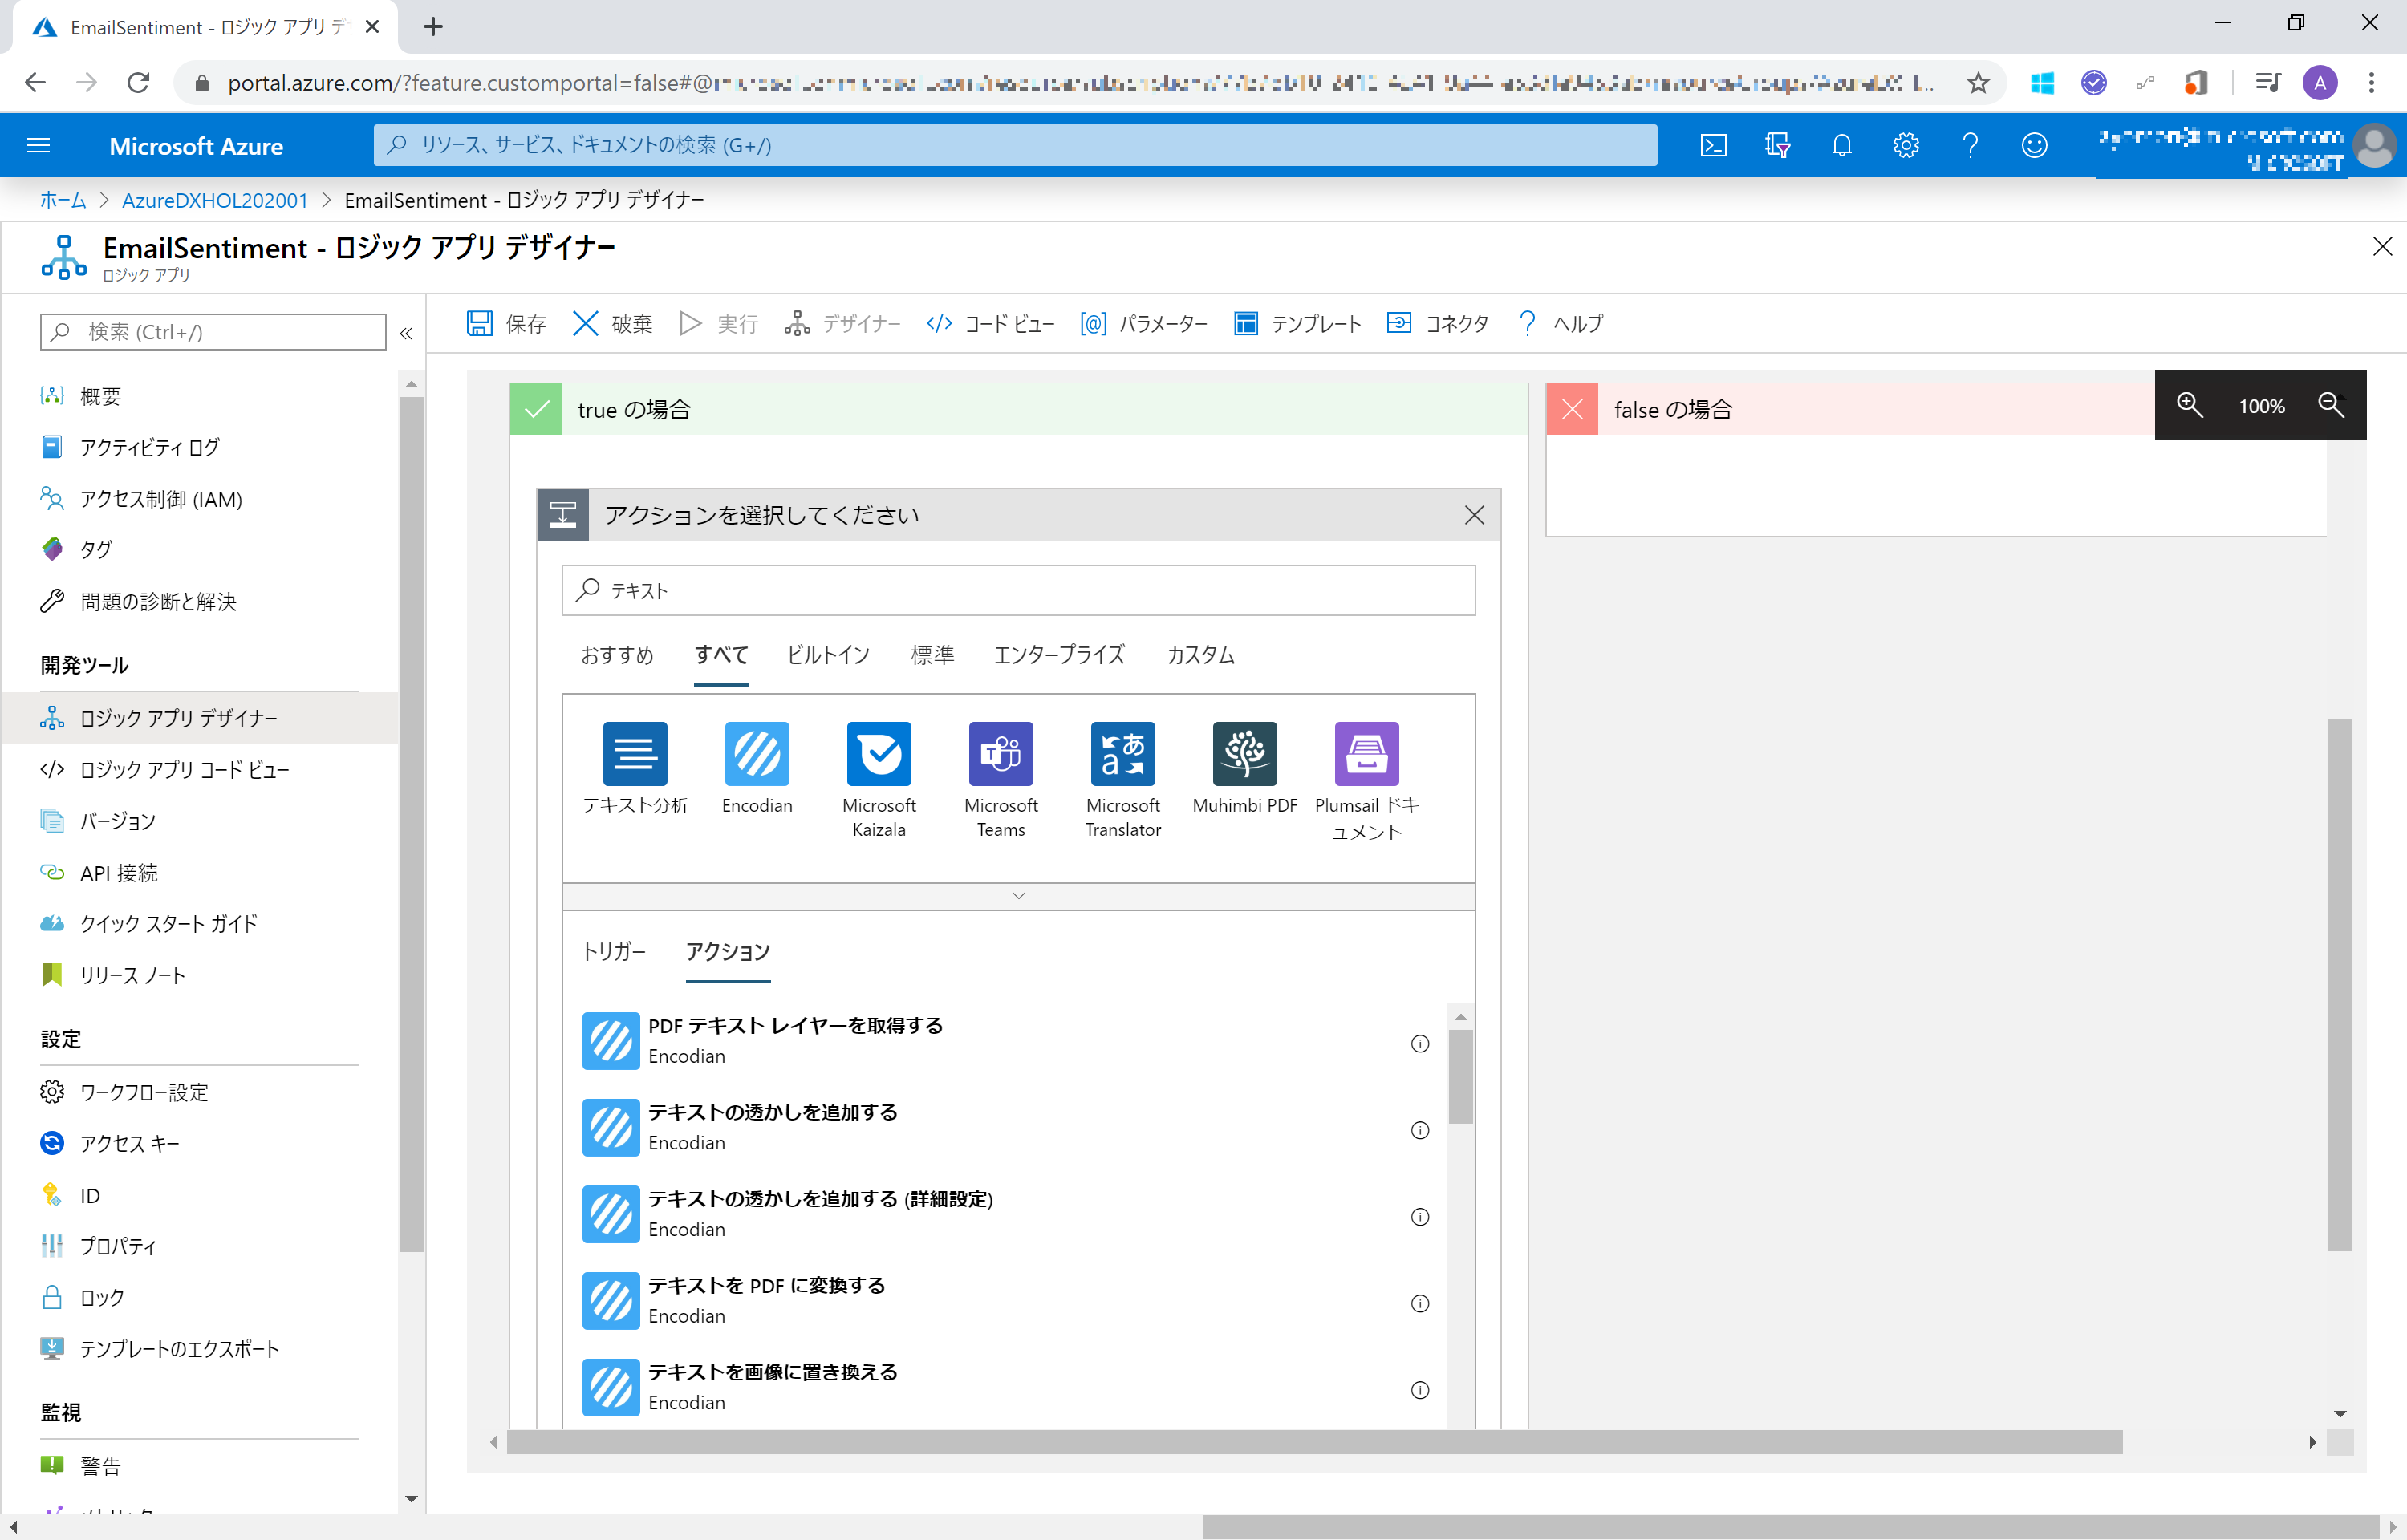 EmailSentiment - ロジック アプリ デ
portal.azure.com/?feature.customportal=false#@
Microsoft Azure
リソース、サービス、ドキュメントの検索 (G+/)
ホーム > AzureDXHOL202001 > EmailSentiment - ロジック アプリ デザイナー
EmailSentiment - ロジック アプリ デザイナー
ロジック アプリ
検索 (Ctrl+/)
概要
アクティビティ ログ
アクセス制御 (IAM)
タグ
問題の診断と解決
開発ツール
ロジック アプリ デザイナー
ロジック アプリ コード ビュー
バージョン
API 接続
クイック スタート ガイド
リリース ノート
設定
ワークフロー設定
アクセス キー
ID
プロパティ
ロック
テンプレートのエクスポート
監視
警告
保存 破棄 実行 デザイナー コード ビュー パラメーター テンプレート コネクタ ヘルプ
true の場合
false の場合
100%
アクションを選択してください
テキスト
おすすめ すべて ビルトイン 標準 エンタープライズ カスタム
テキスト分析
Encodian
Microsoft
Kaizala
Microsoft
Teams
Microsoft
Translator
Muhimbi PDF
Plumsail ドキ
ュメント
トリガー アクション
PDF テキスト レイヤーを取得する
Encodian
テキストの透かしを追加する
Encodian
テキストの透かしを追加する (詳細設定)
Encodian
テキストを PDF に変換する
Encodian
テキストを画像に置き換える
Encodian